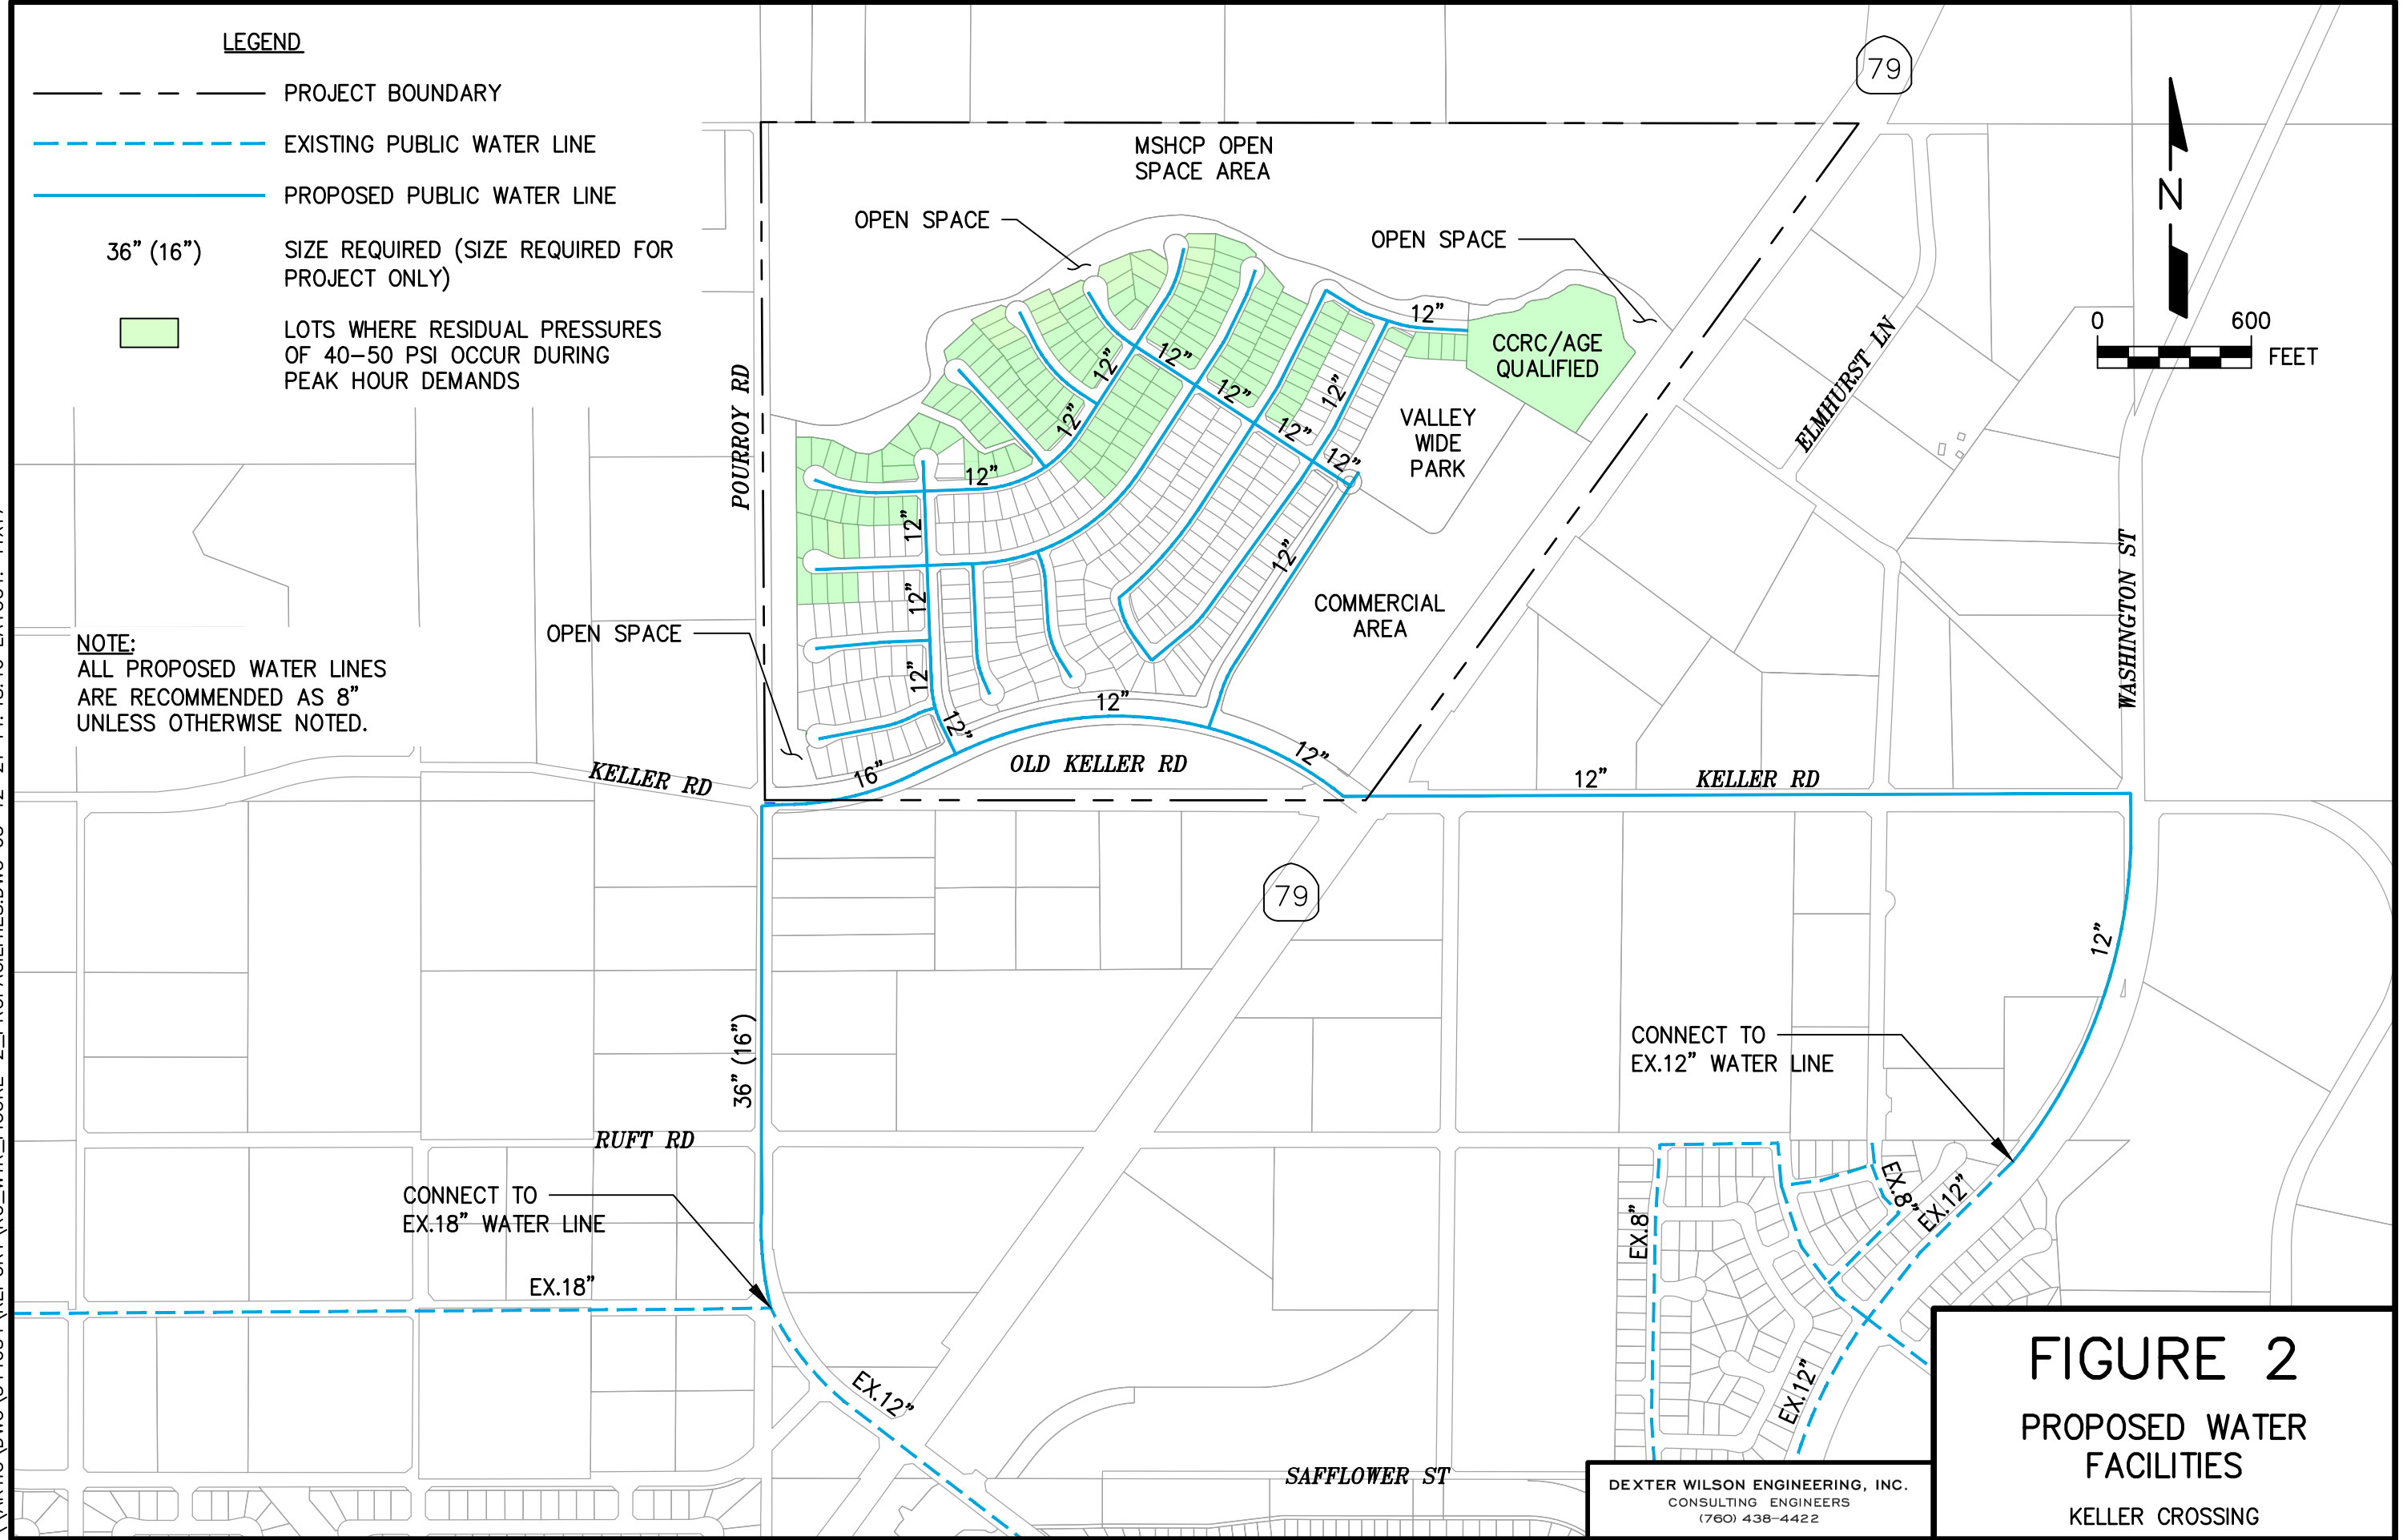 LEGEND
PROJECT BOUNDARY
EXISTING PUBLIC WATER LINE
PROPOSED PUBLIC WATER LINE
36" (16")
SIZE REQUIRED (SIZE REQUIRED FOR
PROJECT ONLY)
LOTS WHERE RESIDUAL PRESSURES
OF 40-50 PSI OCCUR DURING
PEAK HOUR DEMANDS
NOTE:
ALL PROPOSED WATER LINES
ARE RECOMMENDED AS 8"
UNLESS OTHERWISE NOTED.
79
N
0
600
FEET
MSHCP OPEN
SPACE AREA
OPEN SPACE
OPEN SPACE
12"
CCRC/AGE
QUALIFIED
12"
12"
12"
12"
12"
12"
12"
VALLEY
WIDE
PARK
POURROY RD
ELMHURST LN
WASHINGTON ST
12"
12"
12"
12"
12"
12"
COMMERCIAL
AREA
OPEN SPACE
12"
12"
16"
OLD KELLER RD
KELLER RD
12"
KELLER RD
79
12"
36" (16")
CONNECT TO
EX.12" WATER LINE
RUFT RD
CONNECT TO
EX.18" WATER LINE
EX.18"
EX.12"
EX.8"
EX.8"
EX.12"
EX.12"
SAFFLOWER ST
DEXTER WILSON ENGINEERING, INC.
CONSULTING ENGINEERS
(760) 438-4422
FIGURE 2
PROPOSED WATER
FACILITIES
KELLER CROSSING